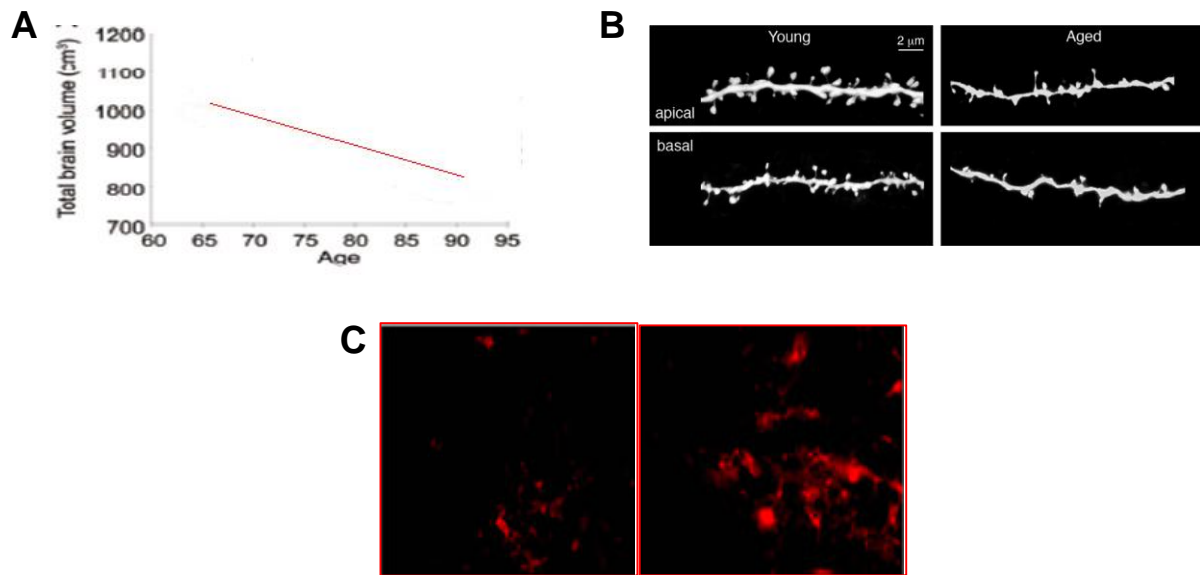 A
Total brain volume (cm³)
1200
1100
1000
900
800
700
60 65 70 75 80 85 90 95
Age
B
Young
2 μm
Aged
apical
basal
C